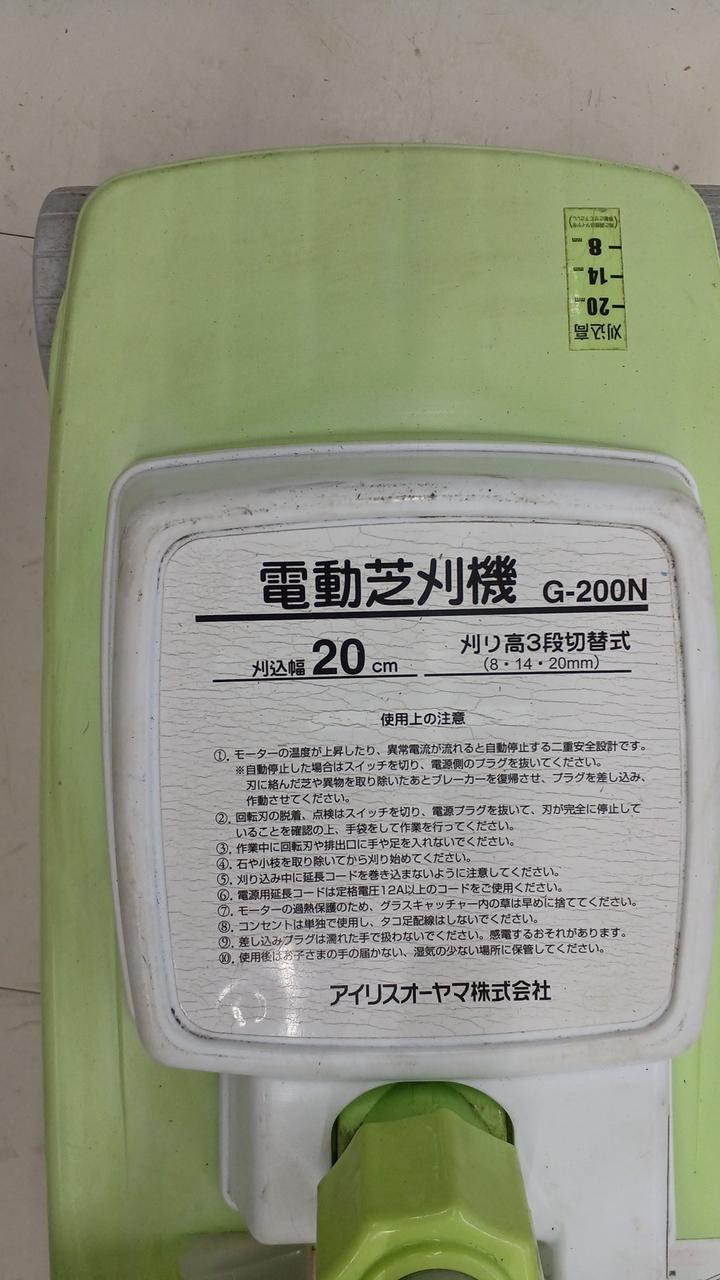 刈込高
20mm
14mm
8mm
電動芝刈機 G-200N
刈込幅 20cm
刈り高3段切替式
(8・14・20mm)
使用上の注意
①. モーターの温度が上昇したり、異常電流が流れると自動停止する二重安全設計です。
※自動停止した場合はスイッチを切り、電源側のプラグを抜いてください。
刃に絡んだ芝や異物を取り除いたあとブレーカーを復帰させ、プラグを差し込み、
作動させてください。
②. 回転刃の脱着、点検はスイッチを切り、電源プラグを抜いて、刃が完全に停止して
いることを確認の上、手袋をして作業を行ってください。
③. 作業中に回転刃や排出口に手や足を入れないでください。
④. 石や小枝を取り除いてから刈り始めてください。
⑤. 刈り込み中に延長コードを巻き込まないように注意してください。
⑥. 電源用延長コードは定格電圧12A以上のコードをご使用ください。
⑦. モーターの過熱保護のため、グラスキャッチャー内の草は早めに捨ててください。
⑧. コンセントは単独で使用し、タコ足配線はしないでください。
⑨. 差し込みプラグは濡れた手で扱わないでください。感電するおそれがあります。
⑩. 使用後はお子さまの手の届かない、湿気の少ない場所に保管してください。
アイリスオーヤマ株式会社